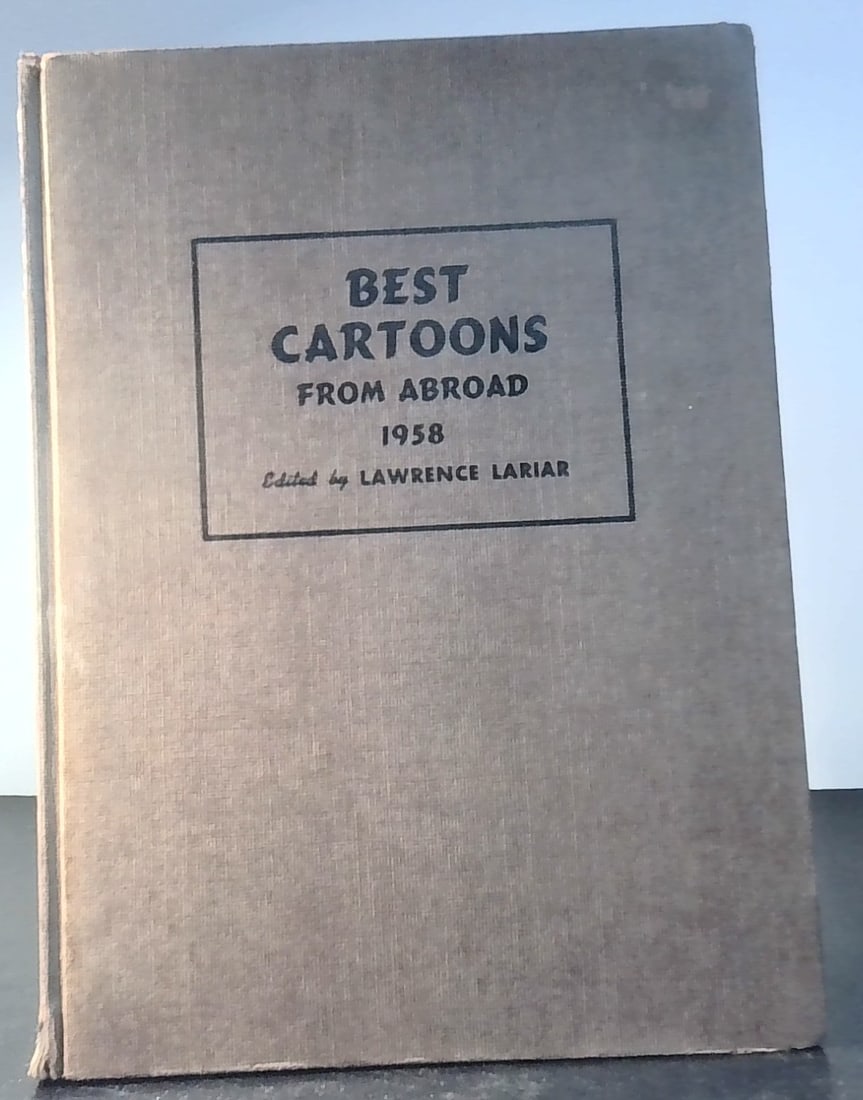 BEST
CARTOONS
FROM ABROAD
1958
Edited by LAWRENCE LARIAR